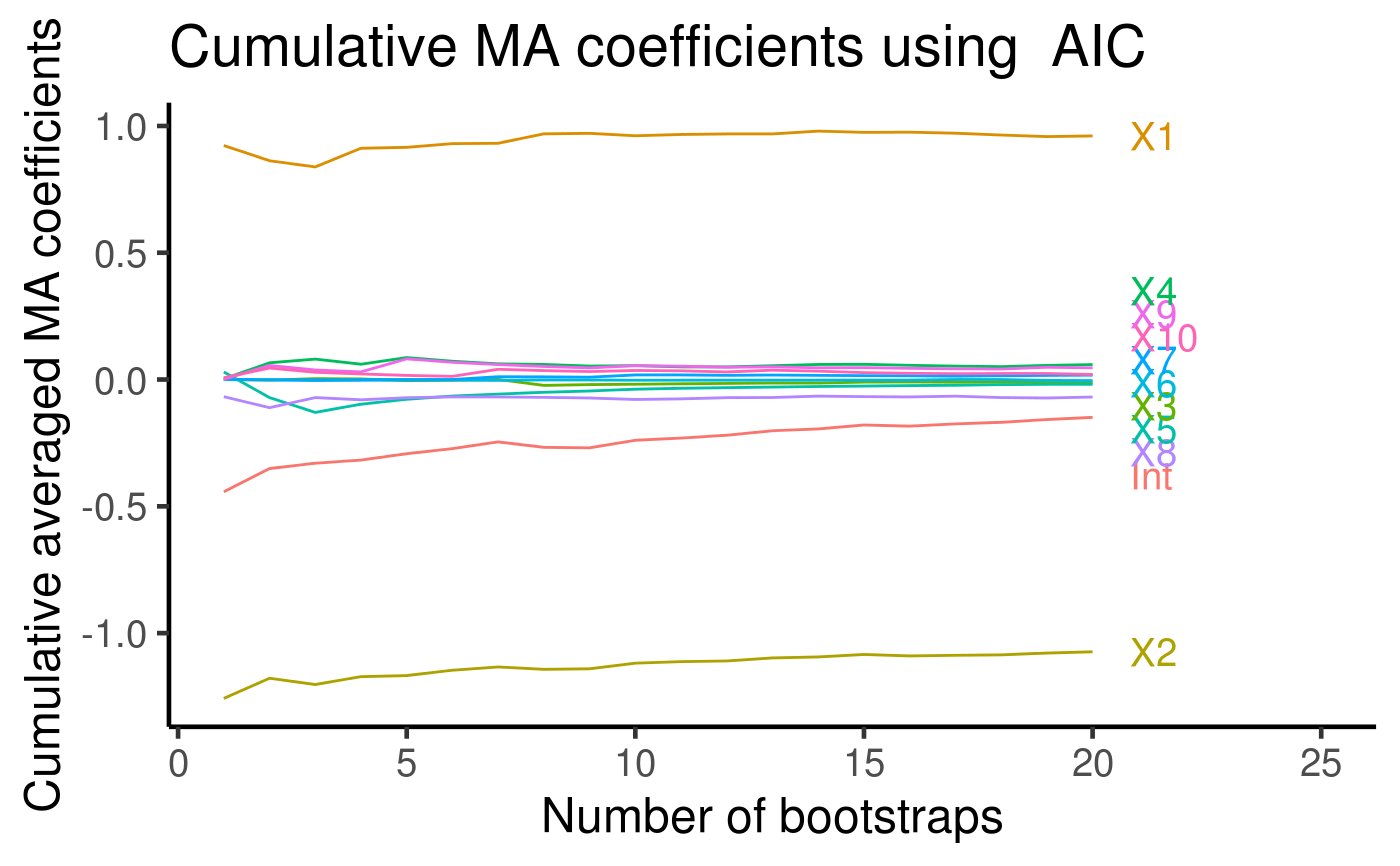 Cumulative MA coefficients using  AIC
Cumulative averaged MA coefficients
1.0
0.5
0.0
-0.5
-1.0
X1
X4
X9
X10
X7
X6
X3
X5
X8
Int
X2
0 5 10 15 20 25
Number of bootstraps